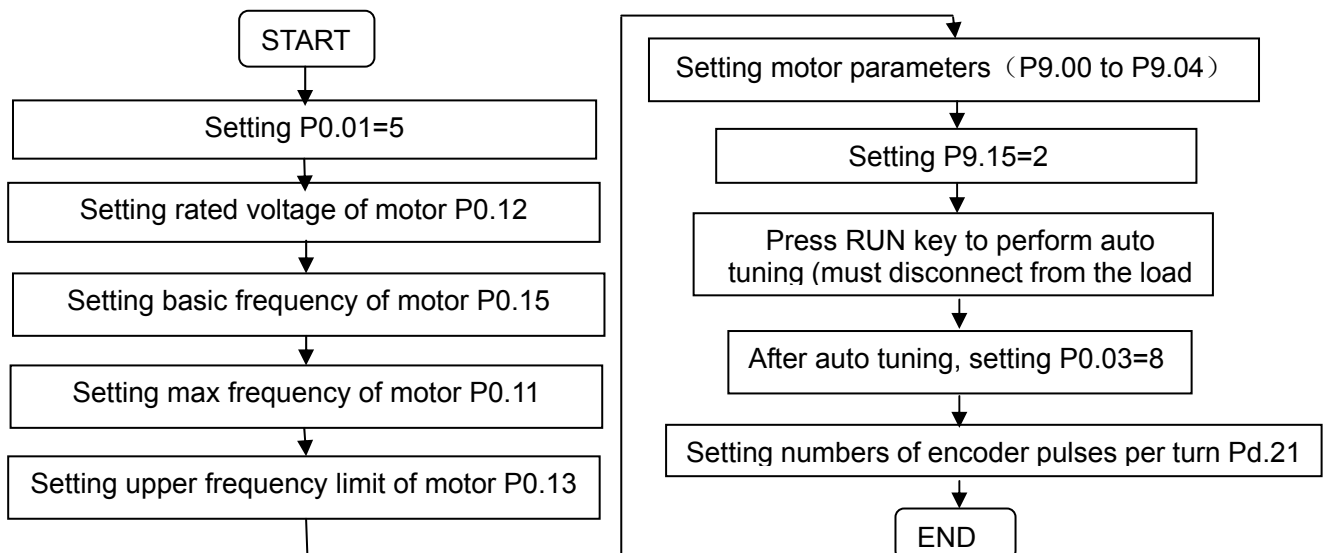 START
Setting P0.01=5
Setting rated voltage of motor P0.12
Setting basic frequency of motor P0.15
Setting max frequency of motor P0.11
Setting upper frequency limit of motor P0.13
Setting motor parameters（P9.00 to P9.04）
Setting P9.15=2
Press RUN key to perform auto
tuning (must disconnect from the load
After auto tuning, setting P0.03=8
Setting numbers of encoder pulses per turn Pd.21
END